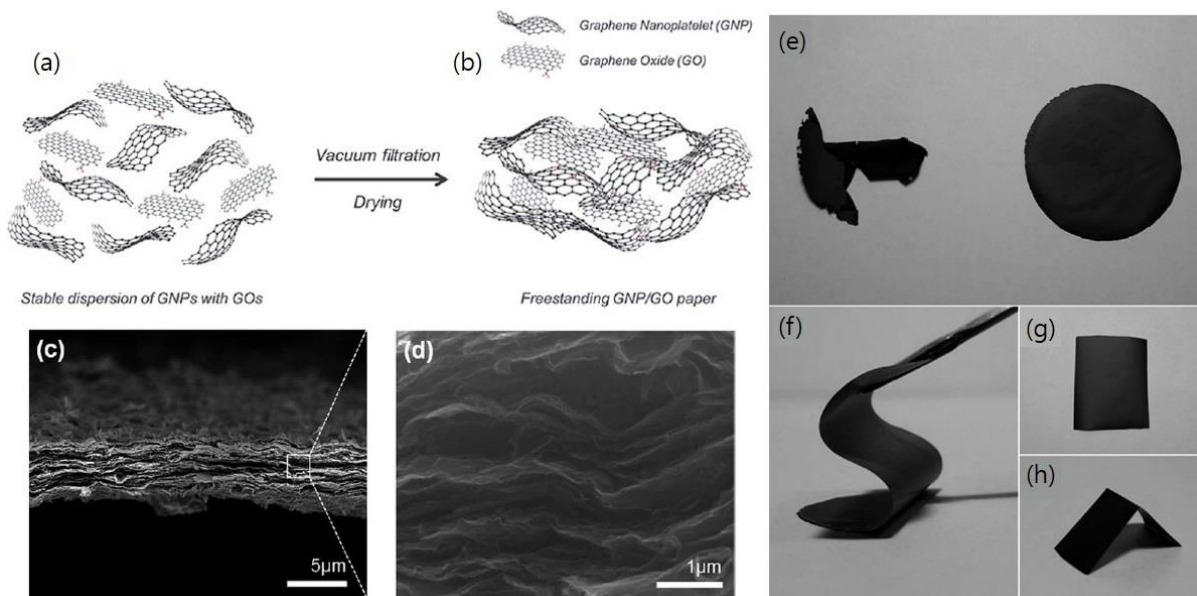 Graphene Nanoplatelet (GNP)
Graphene Oxide (GO)
(a)
(b)
Vacuum filtration
Drying
Stable dispersion of GNPs with GOs
Freestanding GNP/GO paper
(c)
5μm
(d)
1μm
(e)
(f)
(g)
(h)